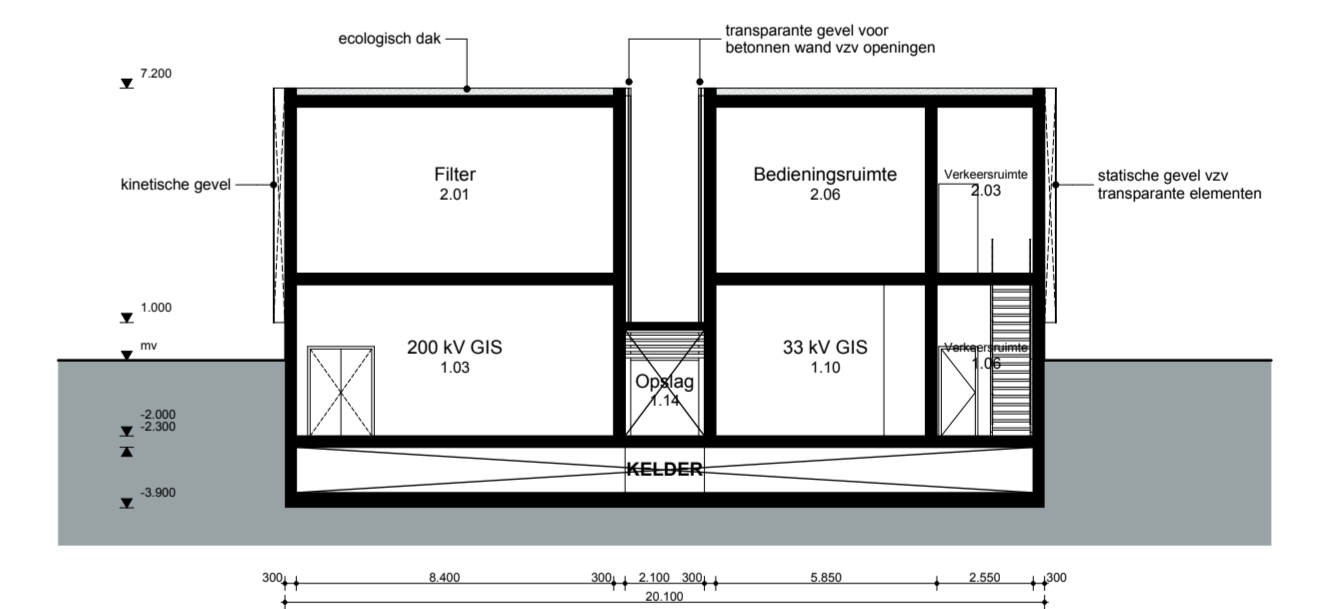 ecologisch dak
transparante gevel voor
betonnen wand vzv openingen
7.200
Filter
2.01
Bedieningsruimte
2.06
Verkeersruimte
2.03
kinetische gevel
statische gevel vzv
transparante elementen
1.000
mv
200 kV GIS
1.03
Opslag
1.14
33 kV GIS
1.10
Verkeersruimte
1.06
-2.000
-2.300
KELDER
-3.900
300 8.400 300 2.100 300 5.850 2.550 300
20.100